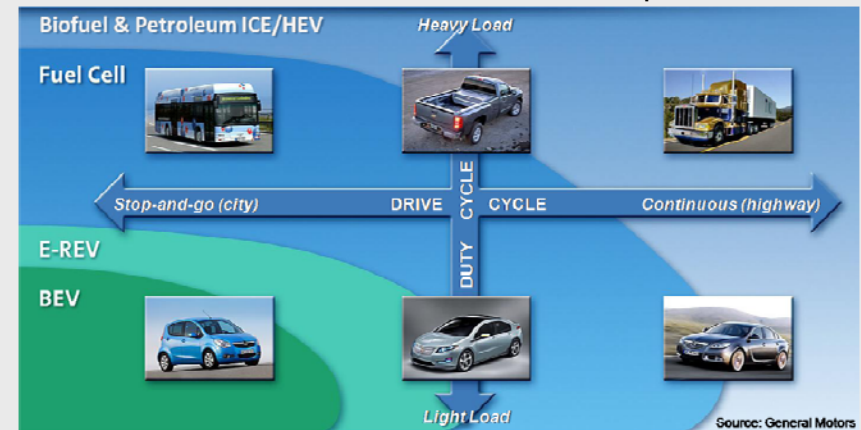 Biofuel & Petroleum ICE/HEV
Heavy Load
Fuel Cell
Stop-and-go (city)
DRIVE
CYCLE
Continuous (highway)
DUTY CYCLE
E-REV
BEV
Light Load
Source: General Motors